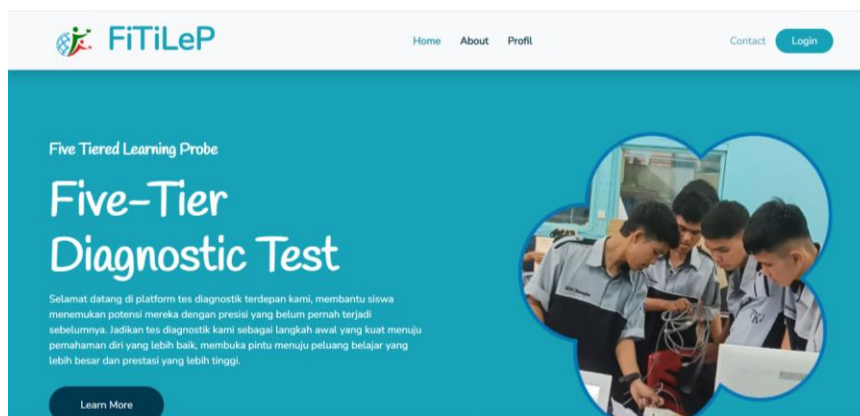 FiTiLeP
Home About Profil
Contact Login
Five Tiered Learning Probe
Five-Tier
Diagnostic Test
Selamat datang di platform tes diagnostik terdepan kami, membantu siswa
menemukan potensi mereka dengan presisi yang belum pernah terjadi
sebelumnya. Jadikan tes diagnostik kami sebagai langkah awal yang kuat menuju
pemahaman diri yang lebih baik, membuka pintu menuju peluang belajar yang
lebih besar dan prestasi yang lebih tinggi.
Learn More